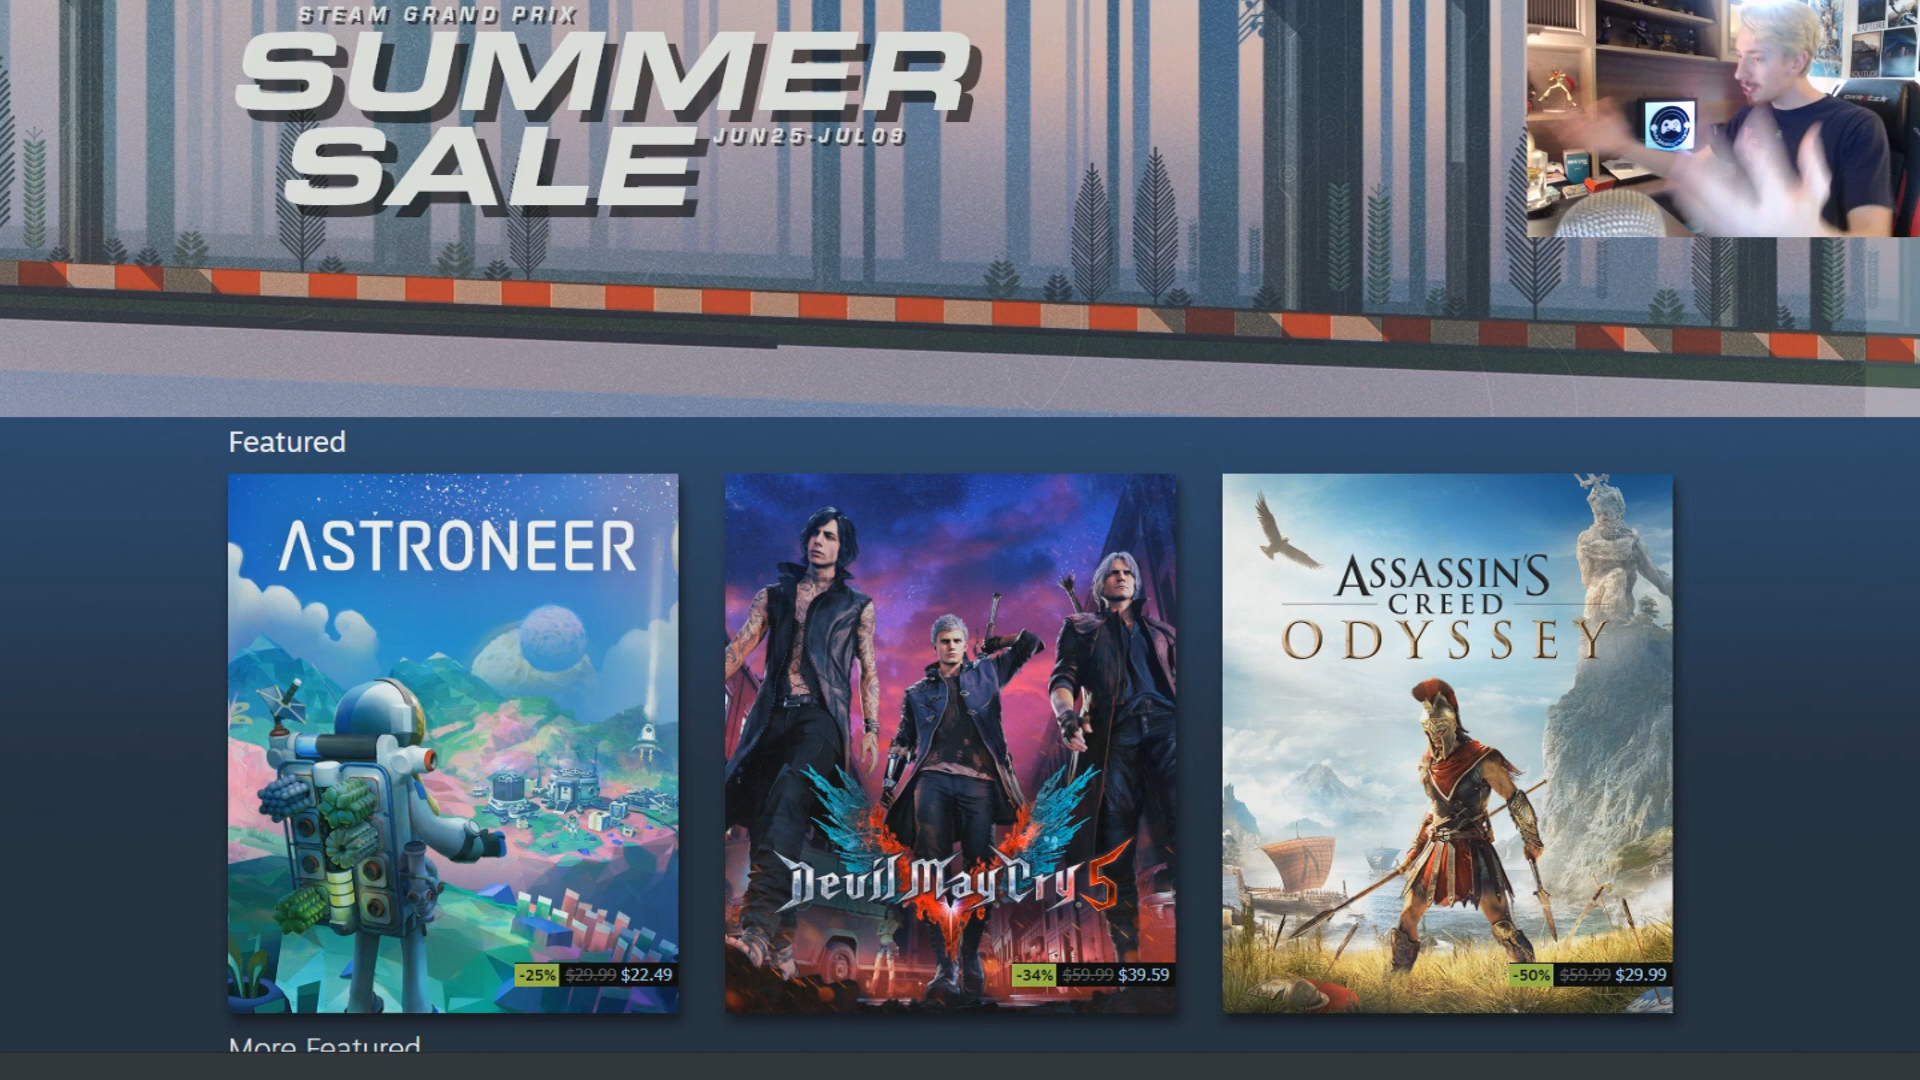 STEAM GRAND PRIX
SUMMER
SALE
JUN25-JUL09
Featured
ASTRONEER
-25% $29.99 $22.49
Devil May Cry 5
-34% $59.99 $39.59
ASSASSIN'S
CREED
ODYSSEY
-50% $59.99 $29.99
More Featured